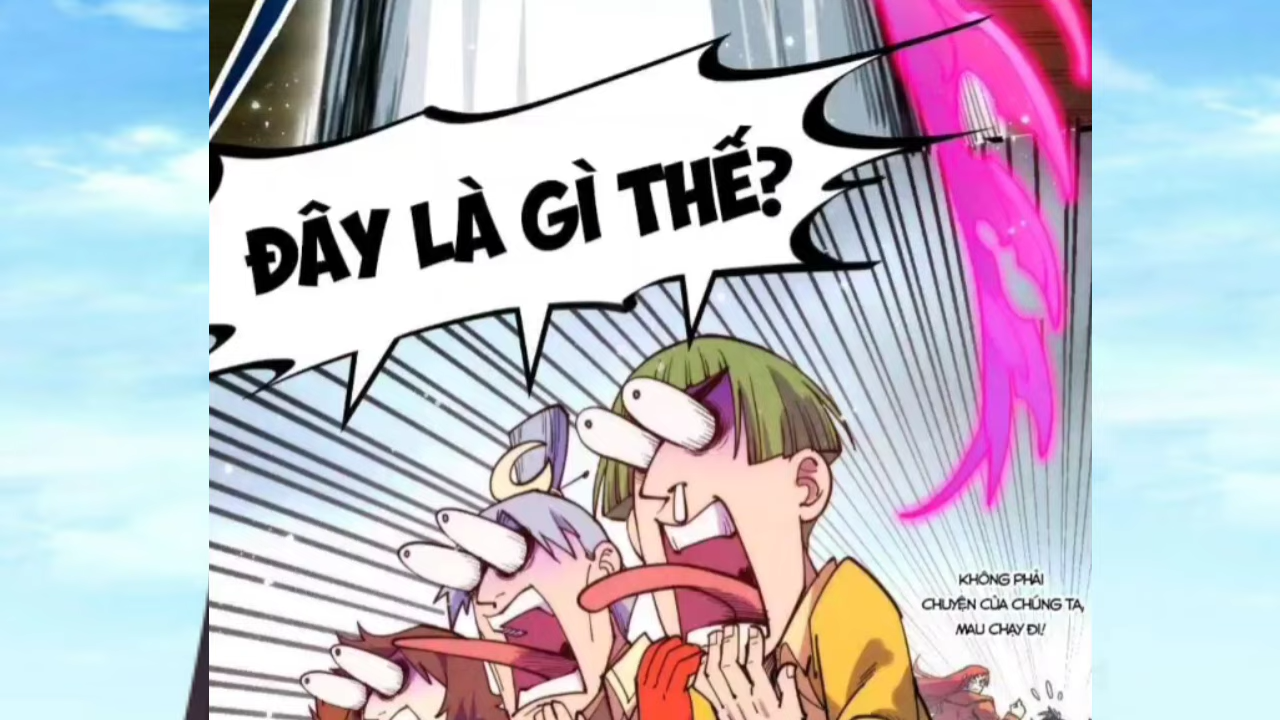 ĐÂY LÀ GÌ THẾ?
KHÔNG PHẢI
CHUYỆN CỦA CHÚNG TA,
MAU CHẠY ĐI!